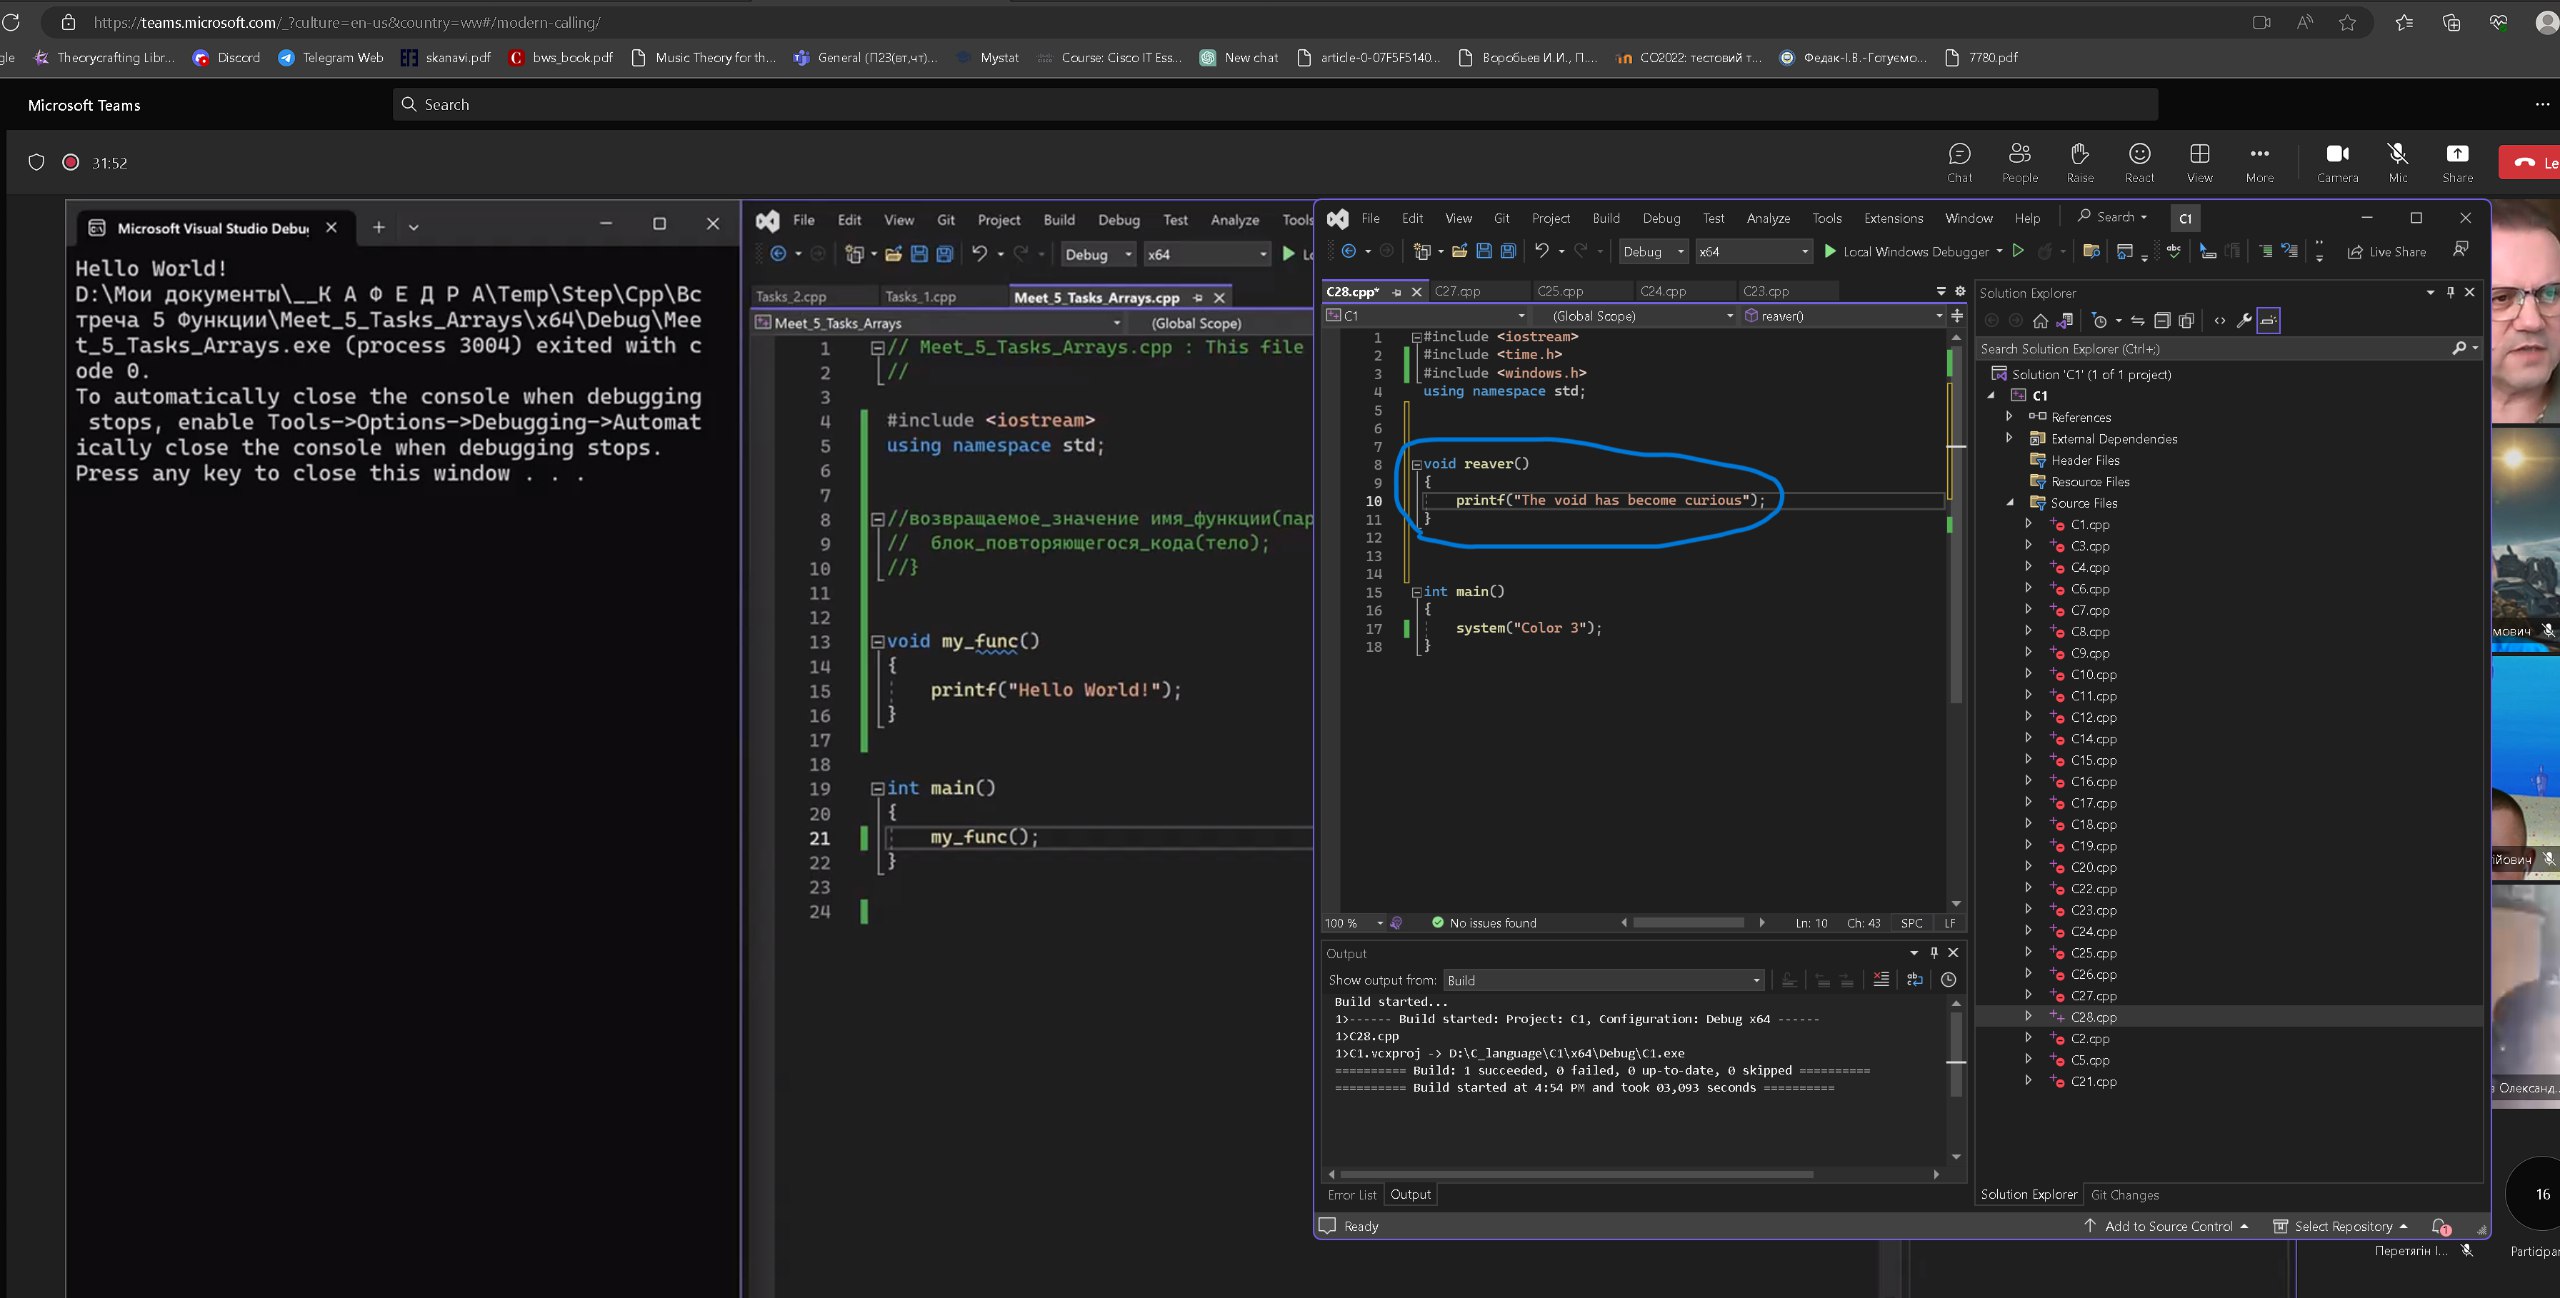 https://teams.microsoft.com/_?culture=en-us&country=ww#/modern-calling/
gle Theorycrafting Libr... Discord Telegram Web skanavi.pdf bws_book.pdf Music Theory for th... General (П23(вт,чт)... Mystat Course: Cisco IT Ess... New chat article-0-07F5F5140... Воробьев И.И., П.... CO2022: тестовий т... Федак-І.В.-Готуємо... 7780.pdf
Microsoft Teams
Search
31:52
Chat People Raise React View More Camera Mic Share Le
Microsoft Visual Studio Debu
Hello World!
D:\Мои документы\__К А Ф Е Д Р А\Temp\Step\Cpp\Вс
треча 5 Функции\Meet_5_Tasks_Arrays\x64\Debug\Mee
t_5_Tasks_Arrays.exe (process 3004) exited with c
ode 0.
To automatically close the console when debugging
stops, enable Tools->Options->Debugging->Automat
ically close the console when debugging stops.
Press any key to close this window . . .
File Edit View Git Project Build Debug Test Analyze Tools
Debug x64 Lo
Tasks_2.cpp Tasks_1.cpp Meet_5_Tasks_Arrays.cpp
Meet_5_Tasks_Arrays (Global Scope)
1 // Meet_5_Tasks_Arrays.cpp : This file
2 //
3
4 #include <iostream>
5 using namespace std;
6
7
8 //возвращаемое_значение имя_функции(пар
9 // блок_повторяющегося_кода(тело);
10 //}
11
12
13 void my_func()
14 {
15 printf("Hello World!");
16 }
17
18
19 int main()
20 {
21 my_func();
22 }
23
24
File Edit View Git Project Build Debug Test Analyze Tools Extensions Window Help Search C1
Debug x64 Local Windows Debugger Live Share
C28.cpp* C27.cpp C25.cpp C24.cpp C23.cpp
C1 (Global Scope) reaver()
1 #include <iostream>
2 #include <time.h>
3 #include <windows.h>
4 using namespace std;
5
6
7
8 void reaver()
9 {
10 printf("The void has become curious");
11 }
12
13
14
15 int main()
16 {
17 system("Color 3");
18 }
100 % No issues found Ln: 10 Ch: 43 SPC LF
Output
Show output from: Build
Build started...
1>------ Build started: Project: C1, Configuration: Debug x64 ------
1>C28.cpp
1>C1.vcxproj -> D:\C_language\C1\x64\Debug\C1.exe
========== Build: 1 succeeded, 0 failed, 0 up-to-date, 0 skipped ==========
========== Build started at 4:54 PM and took 03,093 seconds ==========
Error List Output
Solution Explorer
Search Solution Explorer (Ctrl+;)
Solution 'C1' (1 of 1 project)
C1
References
External Dependencies
Header Files
Resource Files
Source Files
C1.cpp
C3.cpp
C4.cpp
C6.cpp
C7.cpp
C8.cpp
C9.cpp
C10.cpp
C11.cpp
C12.cpp
C14.cpp
C15.cpp
C16.cpp
C17.cpp
C18.cpp
C19.cpp
C20.cpp
C22.cpp
C23.cpp
C24.cpp
C25.cpp
C26.cpp
C27.cpp
C28.cpp
C2.cpp
C5.cpp
C21.cpp
Solution Explorer Git Changes
Ready Add to Source Control Select Repository 1
мович
ійович
Олександ...
16
Перетягін І... Participan